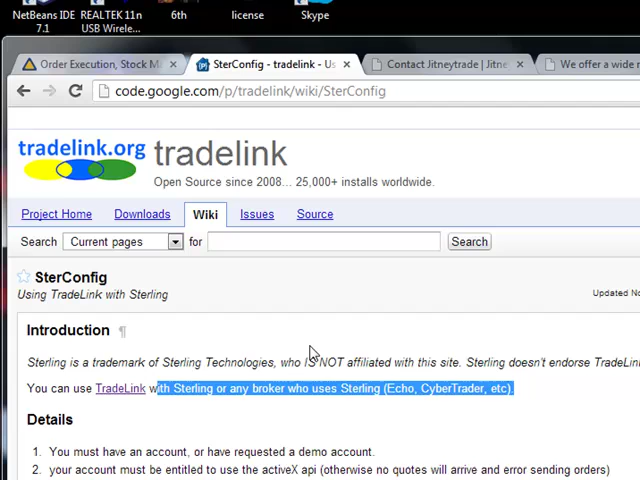 NetBeans IDE
7.1
REALTEK 11n
USB Wirele...
6th
license
Skype
Order Execution, Stock M
SterConfig - tradelink - Us
Contact Jitneytrade | Jitne
We offer a wide r
code.google.com/p/tradelink/wiki/SterConfig
tradelink.org
tradelink
Open Source since 2008... 25,000+ installs worldwide.
Project Home Downloads Wiki Issues Source
Search Current pages for Search
SterConfig
Using TradeLink with Sterling
Updated No
Introduction ¶
Sterling is a trademark of Sterling Technologies, who IS NOT affiliated with this site. Sterling doesn't endorse TradeLin
You can use TradeLink with Sterling or any broker who uses Sterling (Echo, CyberTrader, etc).
Details
1. You must have an account, or have requested a demo account.
2. your account must be entitled to use the activeX api (otherwise no quotes will arrive and error sending orders)